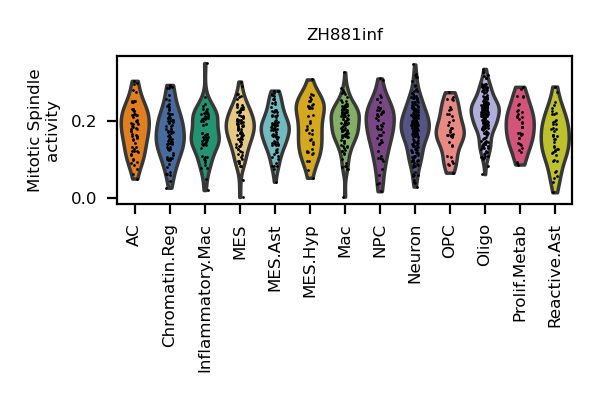 ZH881inf
Mitotic Spindle
activity
0.2
0.0
AC
Chromatin.Reg
Inflammatory.Mac
MES
MES.Ast
MES.Hyp
Mac
NPC
Neuron
OPC
Oligo
Prolif.Metab
Reactive.Ast